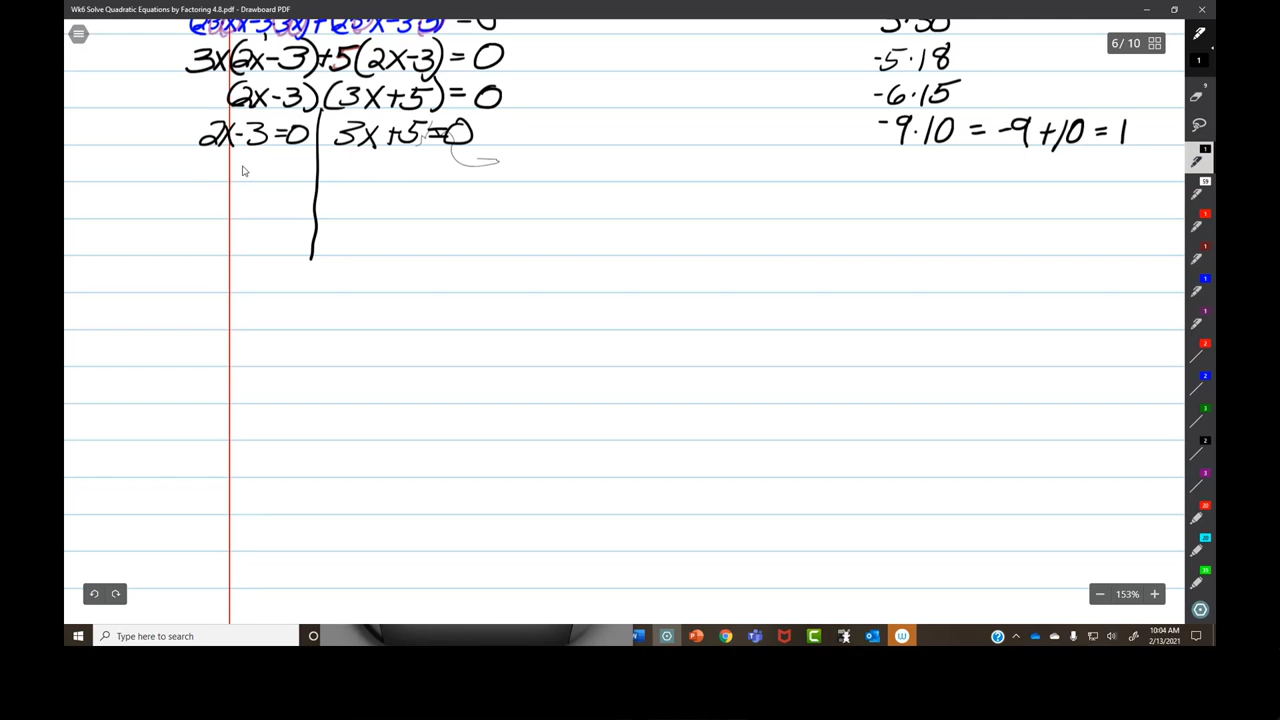 Wk6 Solve Quadratic Equations by Factoring 4.8.pdf - Drawboard PDF
6 / 10
3x(2x-3)+5(2x-3) = 0
-5·18
(2x-3)(3x+5) = 0
-6·15
2x-3=0 3x+5=0
-9·10 = -9+10=1
153%
Type here to search
10:04 AM
2/13/2021